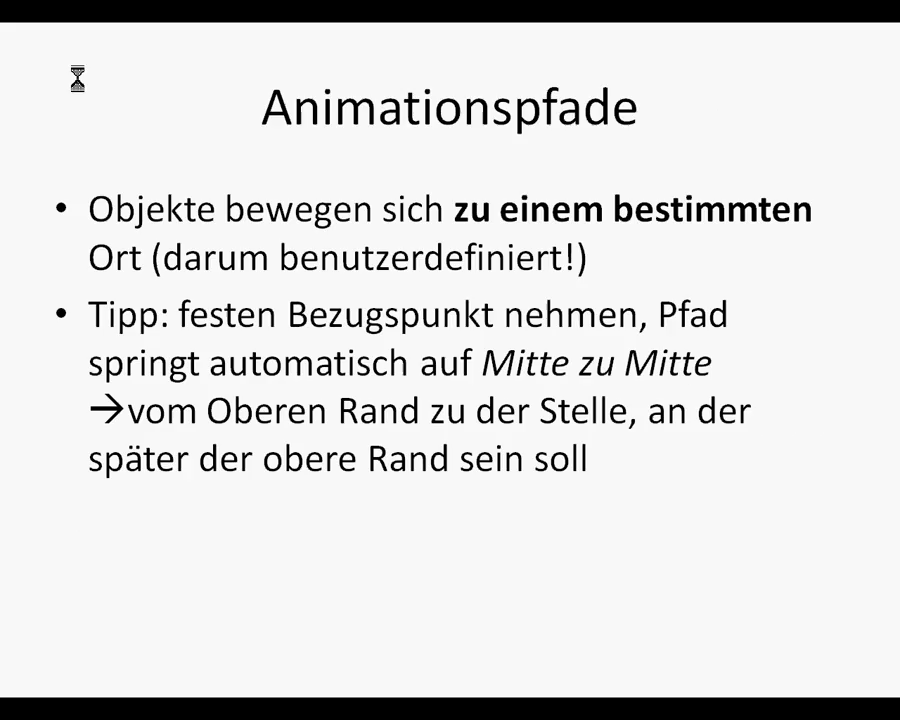 Animationspfade
• Objekte bewegen sich zu einem bestimmten
Ort (darum benutzerdefiniert!)
• Tipp: festen Bezugspunkt nehmen, Pfad
springt automatisch auf Mitte zu Mitte
→vom Oberen Rand zu der Stelle, an der
später der obere Rand sein soll